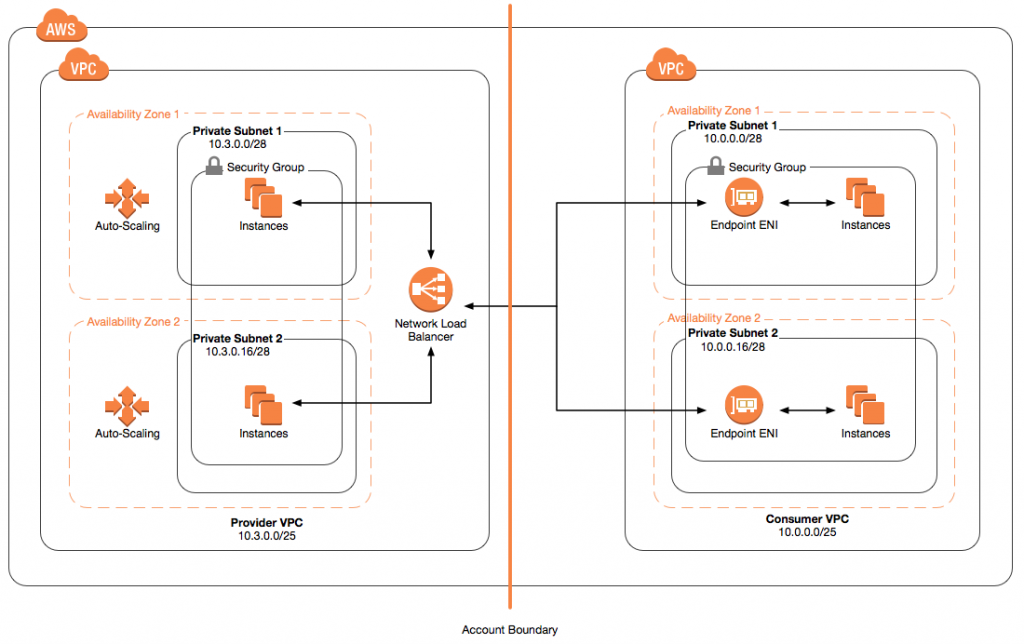 AWS
VPC
Availability Zone 1
Private Subnet 1
10.3.0.0/28
Security Group
Auto-Scaling
Instances
Availability Zone 2
Private Subnet 2
10.3.0.16/28
Auto-Scaling
Instances
Provider VPC
10.3.0.0/25
Network Load
Balancer
VPC
Availability Zone 1
Private Subnet 1
10.0.0.0/28
Security Group
Endpoint ENI
Instances
Availability Zone 2
Private Subnet 2
10.0.0.16/28
Endpoint ENI
Instances
Consumer VPC
10.0.0.0/25
Account Boundary